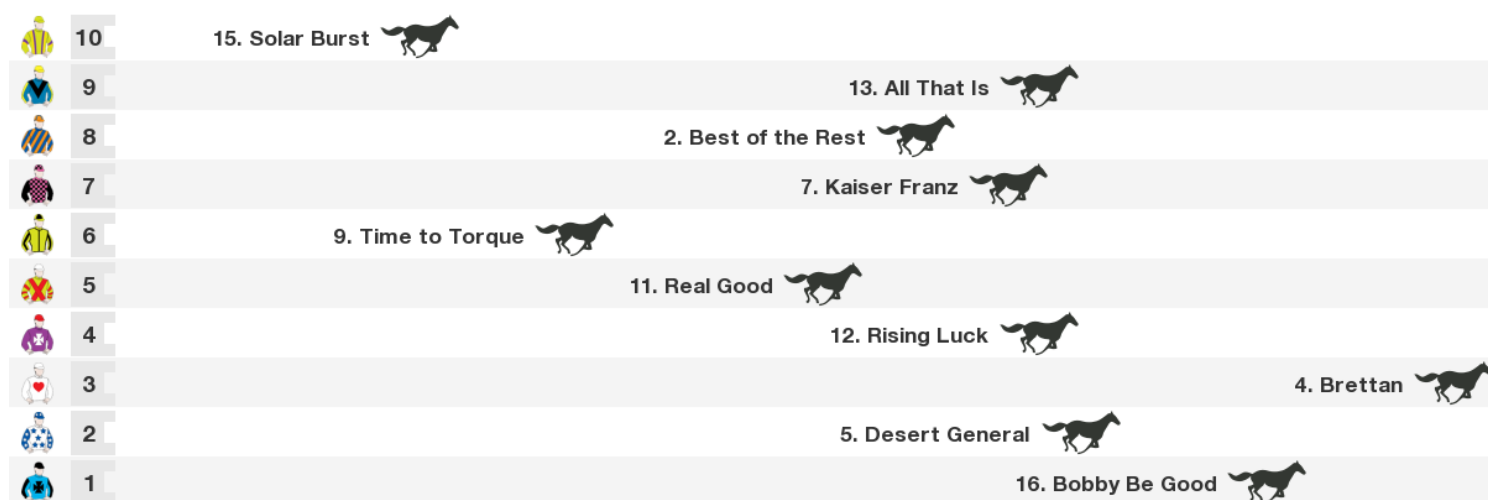 10 15. Solar Burst
9 13. All That Is
8 2. Best of the Rest
7 7. Kaiser Franz
6 9. Time to Torque
5 11. Real Good
4 12. Rising Luck
3 4. Brettan
2 5. Desert General
1 16. Bobby Be Good